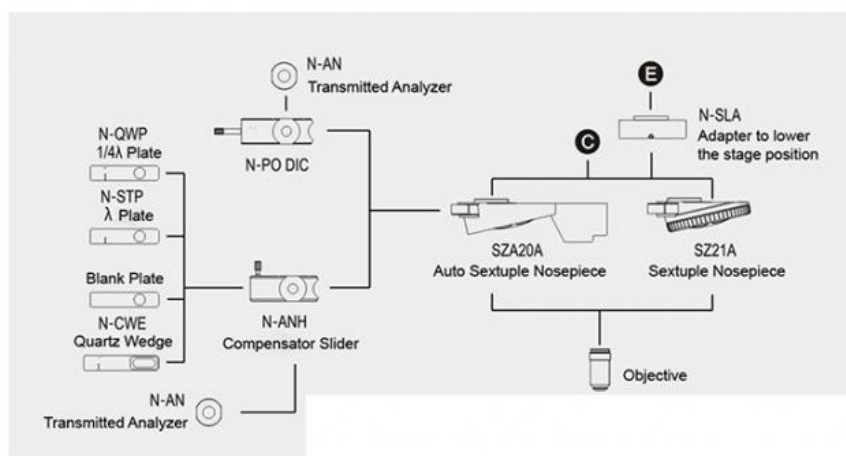 N-AN
Transmitted Analyzer
E
N-SLA
Adapter to lower
the stage position
C
N-QWP
1/4λ Plate
N-PO DIC
N-STP
λ Plate
SZA20A
Auto Sextuple Nosepiece
SZ21A
Sextuple Nosepiece
Blank Plate
N-CWE
Quartz Wedge
N-ANH
Compensator Slider
Objective
N-AN
Transmitted Analyzer